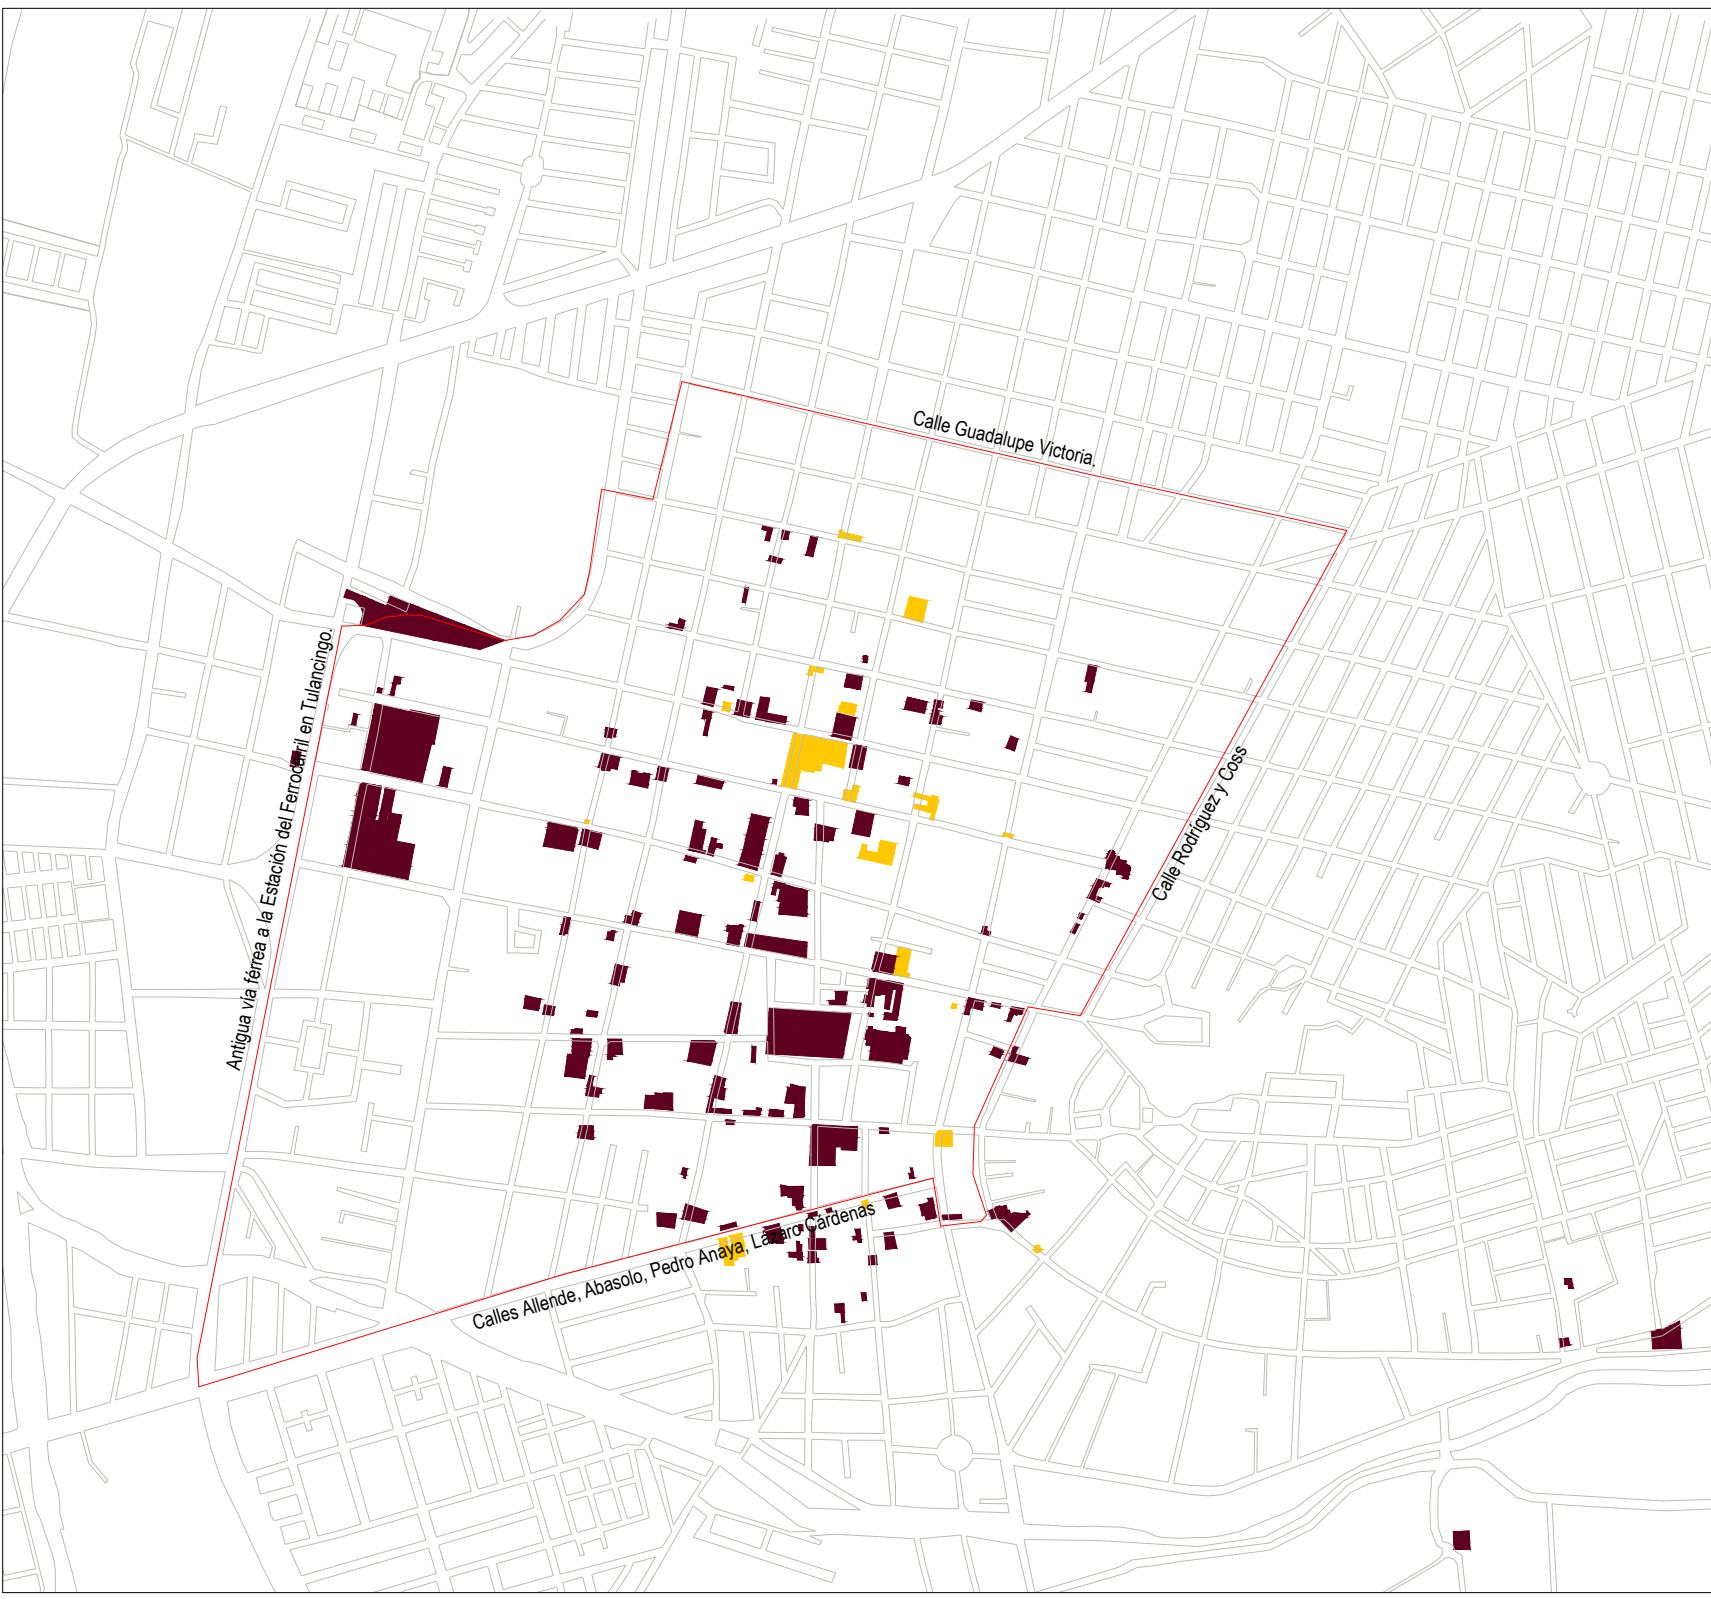 Calle Guadalupe Victoria.
Antigua vía férrea a la Estación del Ferrocarril en Tulancingo.
Calle Rodríguez y Coss
Calles Allende, Abasolo, Pedro Anaya, Lázaro Cárdenas